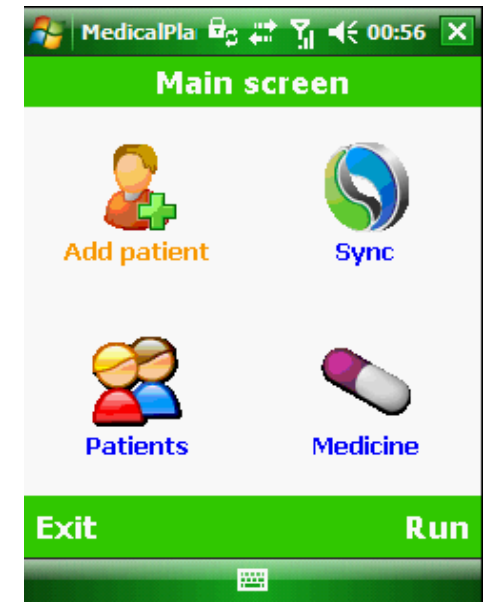 MedicalPla 00:56
Main screen
Add patient Sync
Patients Medicine
Exit Run